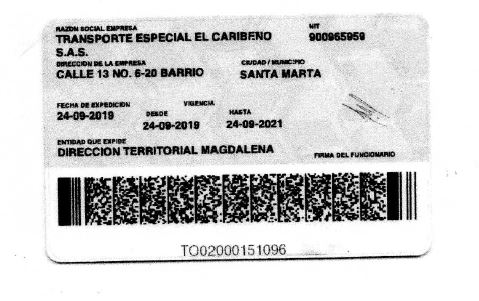 RAZON SOCIAL EMPRESA NIT
TRANSPORTE ESPECIAL EL CARIBEÑO 900965959
S.A.S.
DIRECCION DE LA EMPRESA CIUDAD / MUNICIPIO
CALLE 13 NO. 6-20 BARRIO SANTA MARTA
FECHA DE EXPEDICION VIGENCIA
24-09-2019 DESDE HASTA
24-09-2019 24-09-2021
ENTIDAD QUE EXPIDE
DIRECCION TERRITORIAL MAGDALENA FIRMA DEL FUNCIONARIO
TO02000151096